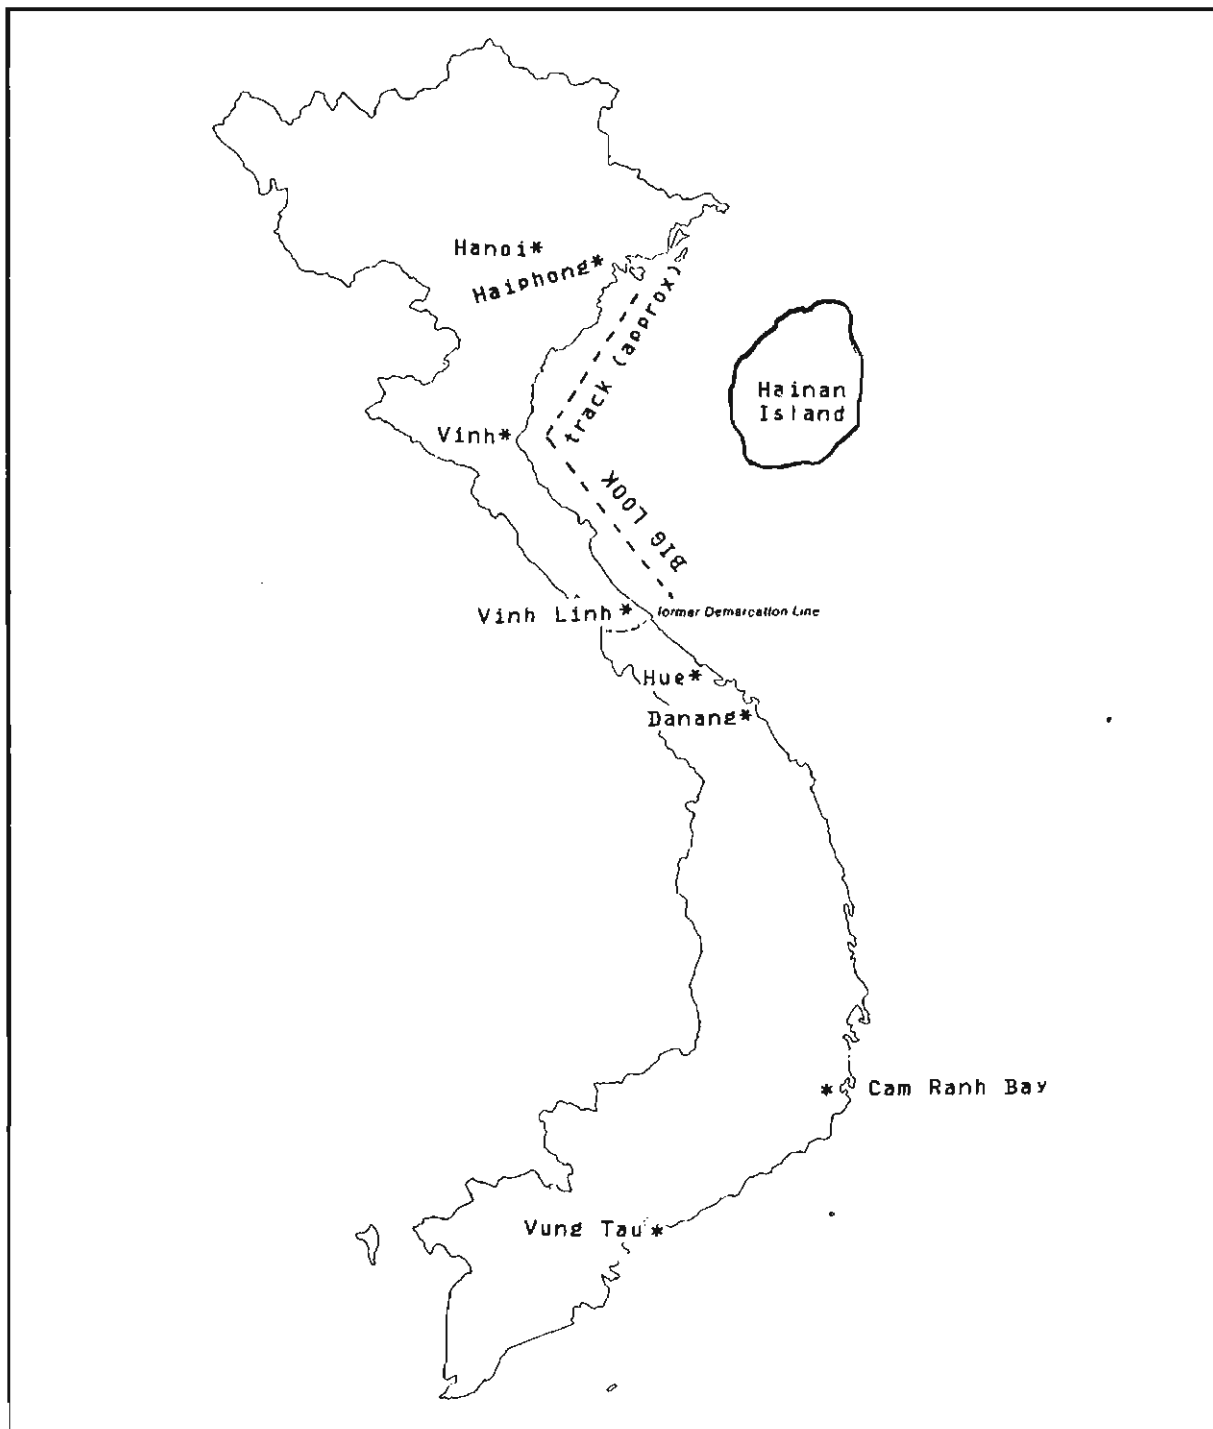 Hanoi*
Haiphong*
track (approx)
Hainan
Island
Vinh*
BIG LOOK
Vinh Linh*
former Demarcation Line
Hue*
Danang*
* Cam Ranh Bay
Vung Tau*